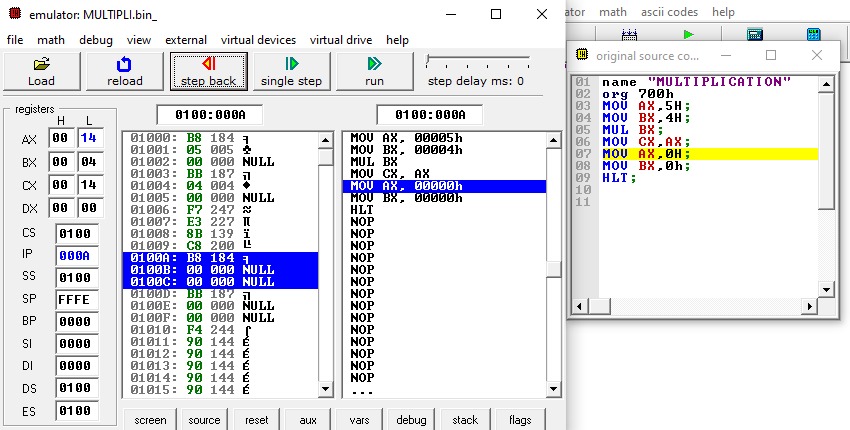 emulator: MULTIPLI.bin_
file math debug view external virtual devices virtual drive help
Load reload step back single step run step delay ms: 0
registers
H L
AX 00 14
BX 00 04
CX 00 14
DX 00 00
CS 0100
IP 000A
SS 0100
SP FFFE
BP 0000
SI 0000
DI 0000
DS 0100
ES 0100
0100:000A
01000: B8 184 ╕
01001: 05 005 ♣
01002: 00 000 NULL
01003: BB 187 ╗
01004: 04 004 ♦
01005: 00 000 NULL
01006: F7 247 ≈
01007: E3 227 π
01008: 8B 139 ï
01009: C8 200 ╚
0100A: B8 184 ╕
0100B: 00 000 NULL
0100C: 00 000 NULL
0100D: BB 187 ╗
0100E: 00 000 NULL
0100F: 00 000 NULL
01010: F4 244 ⌠
01011: 90 144 É
01012: 90 144 É
01013: 90 144 É
01014: 90 144 É
01015: 90 144 É
0100:000A
MOV AX, 00005h
MOV BX, 00004h
MUL BX
MOV CX, AX
MOV AX, 00000h
MOV BX, 00000h
HLT
NOP
NOP
NOP
NOP
NOP
NOP
NOP
NOP
NOP
NOP
NOP
NOP
NOP
NOP
...
screen source reset aux vars debug stack flags
ator math ascii codes help
original source co...
01 name "MULTIPLICATION"
02 org 700h
03 MOV AX,5H;
04 MOV BX,4H;
05 MUL BX;
06 MOV CX,AX;
07 MOV AX,0H;
08 MOV BX,0h;
09 HLT;
10
11